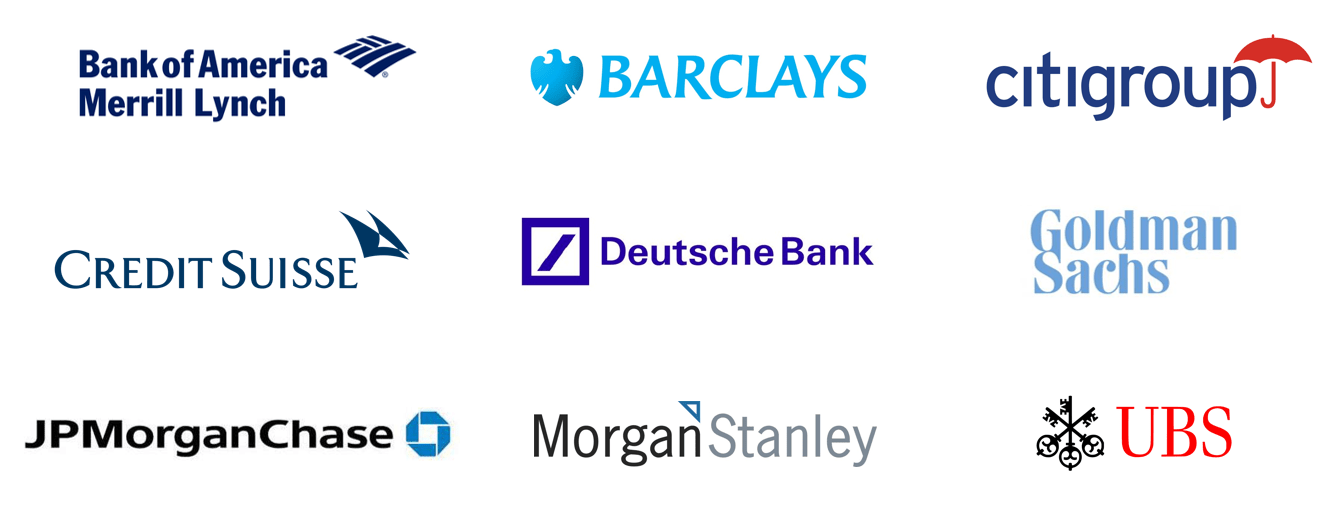 Bank of America
Merrill Lynch
BARCLAYS
citigroup
CREDIT SUISSE
Deutsche Bank
Goldman
Sachs
JPMorganChase
MorganStanley
UBS